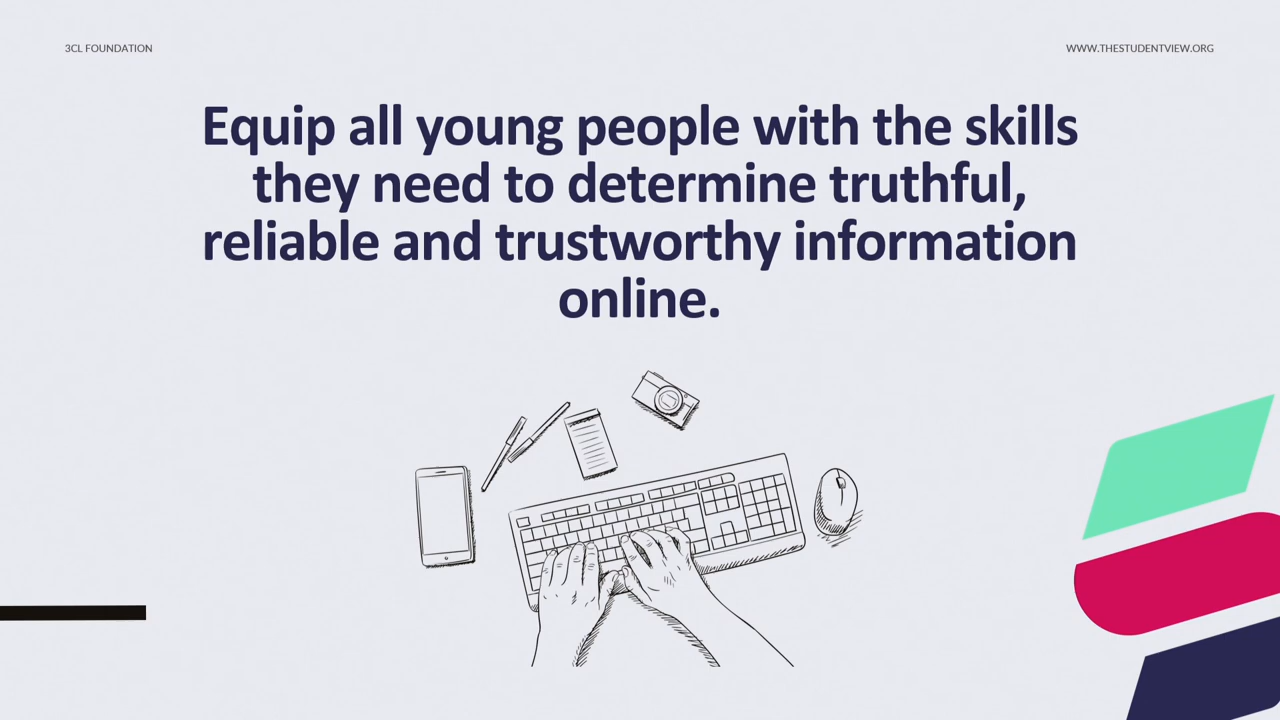 3CL FOUNDATION
WWW.THESTUDENTVIEW.ORG
Equip all young people with the skills
they need to determine truthful,
reliable and trustworthy information
online.